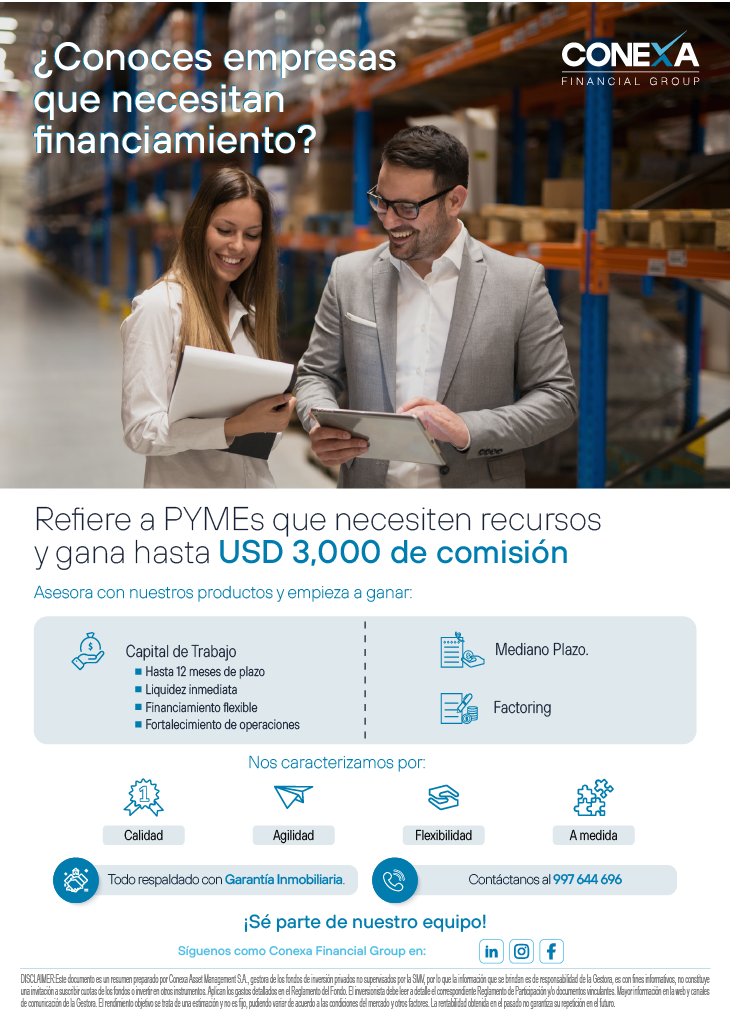 ¿Conoces empresas
que necesitan
financiamiento?
CONEXA
FINANCIAL GROUP
Refiere a PYMEs que necesiten recursos
y gana hasta USD 3,000 de comisión
Asesora con nuestros productos y empieza a ganar:
Capital de Trabajo
Hasta 12 meses de plazo
Liquidez inmediata
Financiamiento flexible
Fortalecimiento de operaciones
Mediano Plazo.
Factoring
Nos caracterizamos por:
1
Calidad
Agilidad
Flexibilidad
A medida
Todo respaldado con Garantía Inmobiliaria.
Contáctanos al 997 644 696
¡Sé parte de nuestro equipo!
Síguenos como Conexa Financial Group en:
DISCLAIMER:Este documento es un resumen preparado por Conexa Asset Management S.A., gestora de los fondos de inversión privados no supervisados por la SMV, por lo que la información que se brindan es de responsabilidad de la Gestora, es con fines informativos, no constituye
una invitación a suscribir cuotas de los fondos o invertir en otros instrumentos. Aplican los gastos detallados en el Reglamento del Fondo. El inversionista debe leer a detalle el correspondiente Reglamento de Participación y/o documentos vinculantes. Mayor información en la web y canales
de comunicación de la Gestora. El rendimiento objetivo se trata de una estimación y no es fijo, pudiendo variar de acuerdo a las condiciones del mercado y otros factores. La rentabilidad obtenida en el pasado no garantiza su repetición en el futuro.